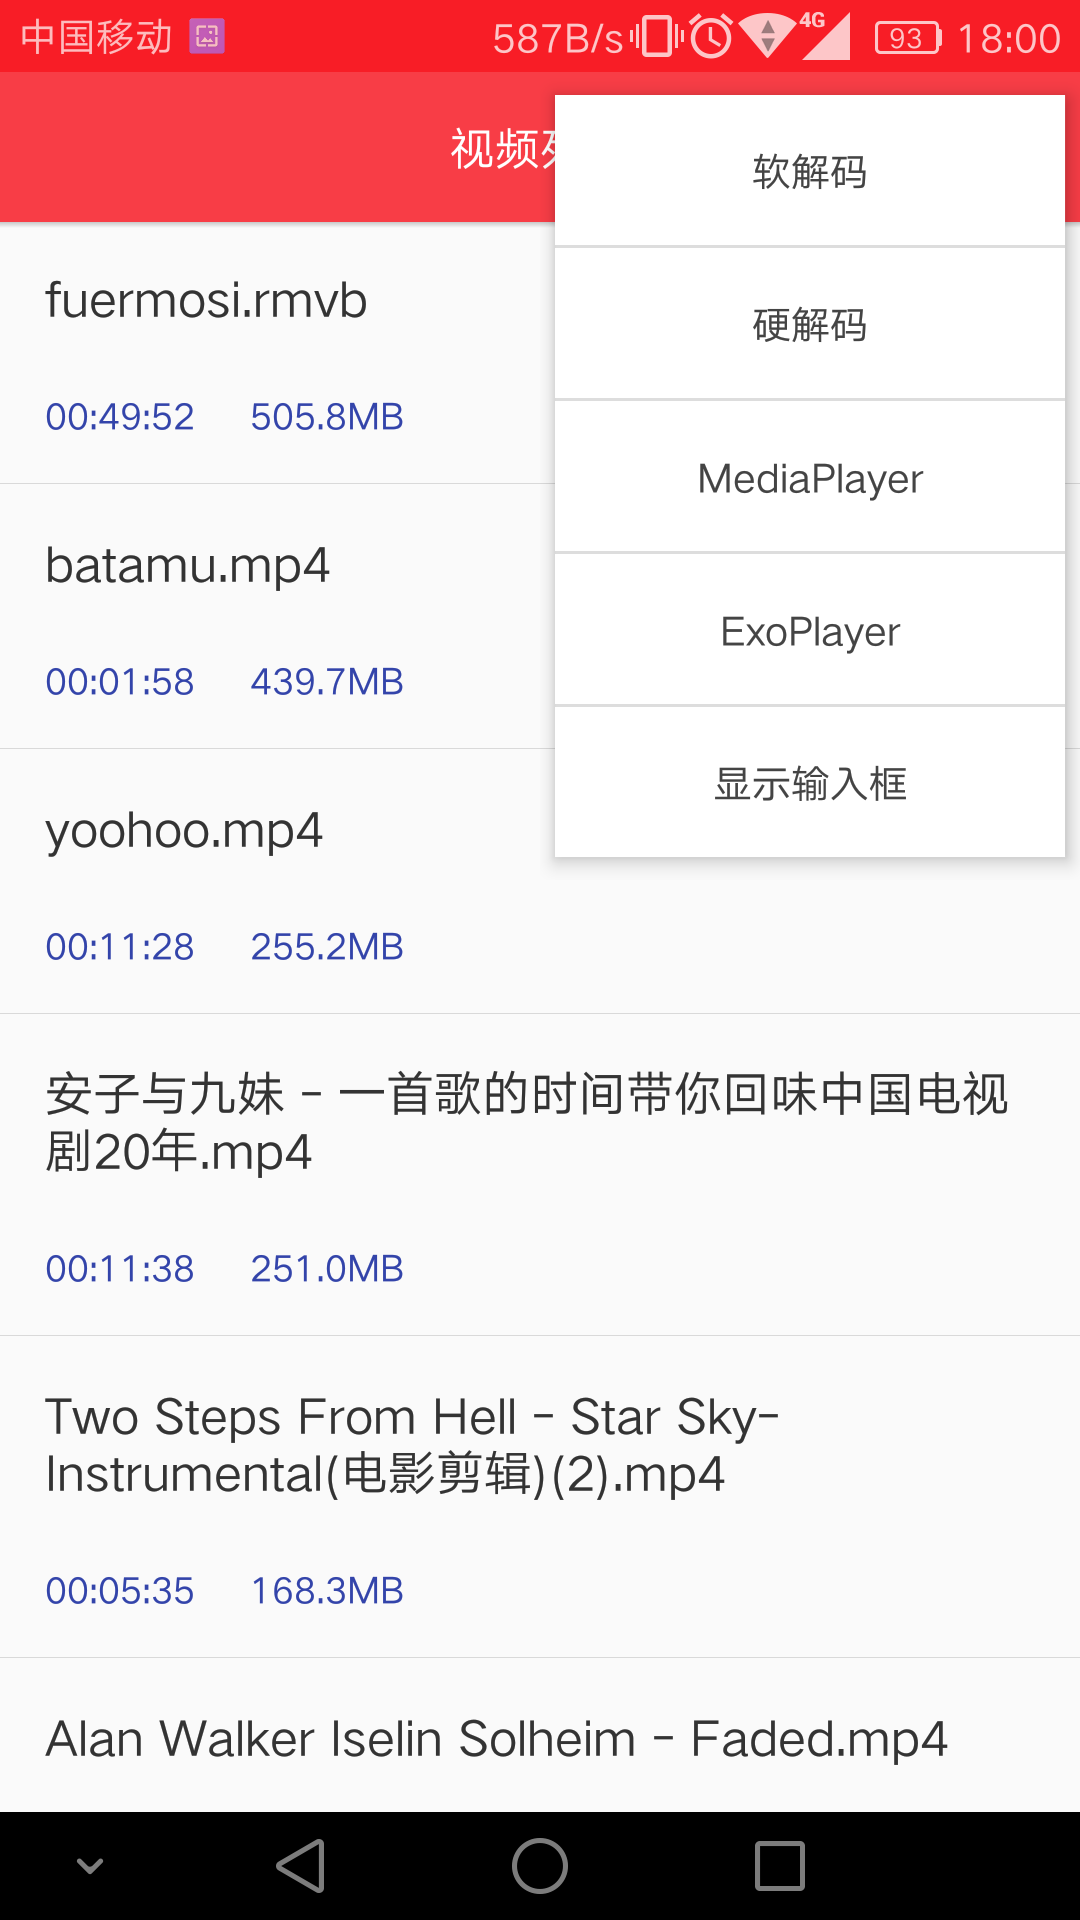 中国移动 587B/s 4G 93 18:00
视频
软解码
硬解码
MediaPlayer
ExoPlayer
显示输入框
fuermosi.rmvb
00:49:52 505.8MB
batamu.mp4
00:01:58 439.7MB
yoohoo.mp4
00:11:28 255.2MB
安子与九妹 - 一首歌的时间带你回味中国电视
剧20年.mp4
00:11:38 251.0MB
Two Steps From Hell - Star Sky-
Instrumental(电影剪辑)(2).mp4
00:05:35 168.3MB
Alan Walker Iselin Solheim - Faded.mp4